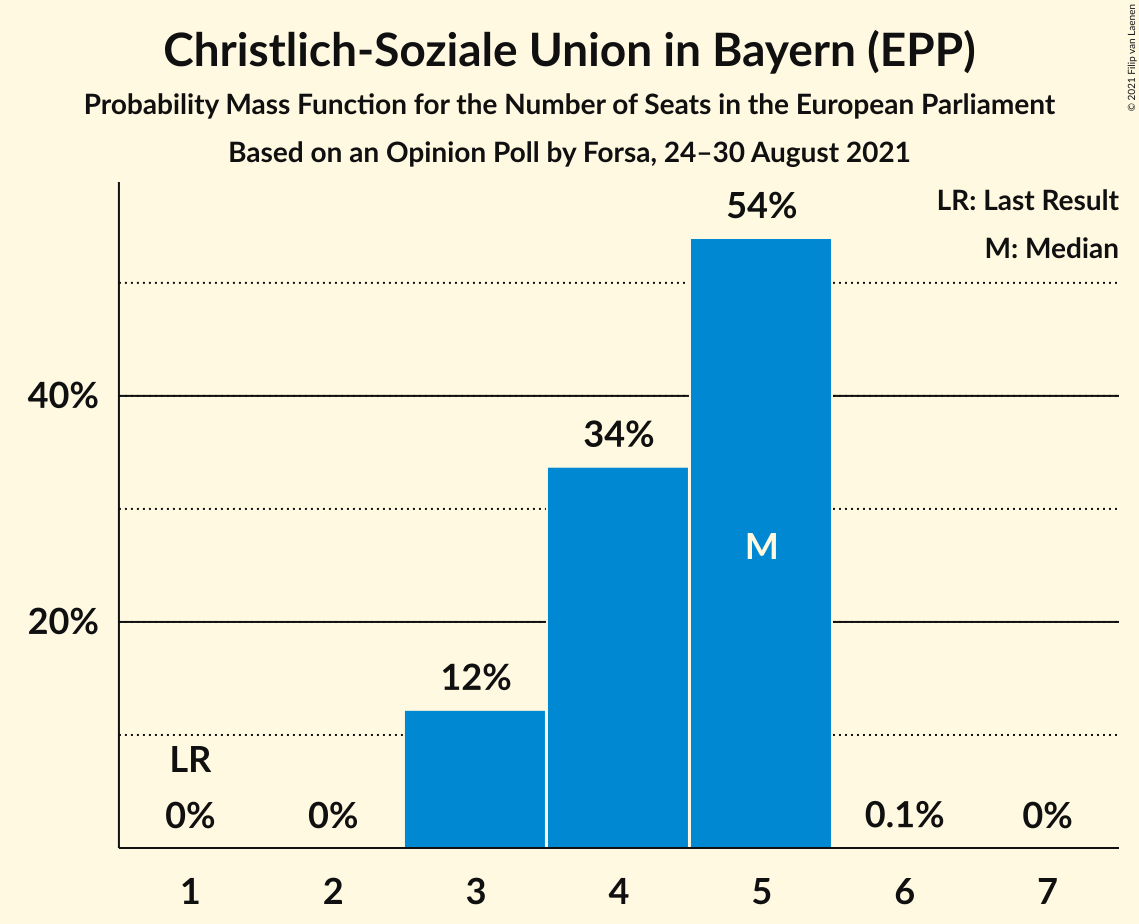 Christlich-Soziale Union in Bayern (EPP)
Probability Mass Function for the Number of Seats in the European Parliament
Based on an Opinion Poll by Forsa, 24–30 August 2021
© 2021 Filip van Laenen
LR: Last Result
M: Median
54%
40%
34%
M
20%
12%
LR
0%
0%
0.1%
0%
1
2
3
4
5
6
7